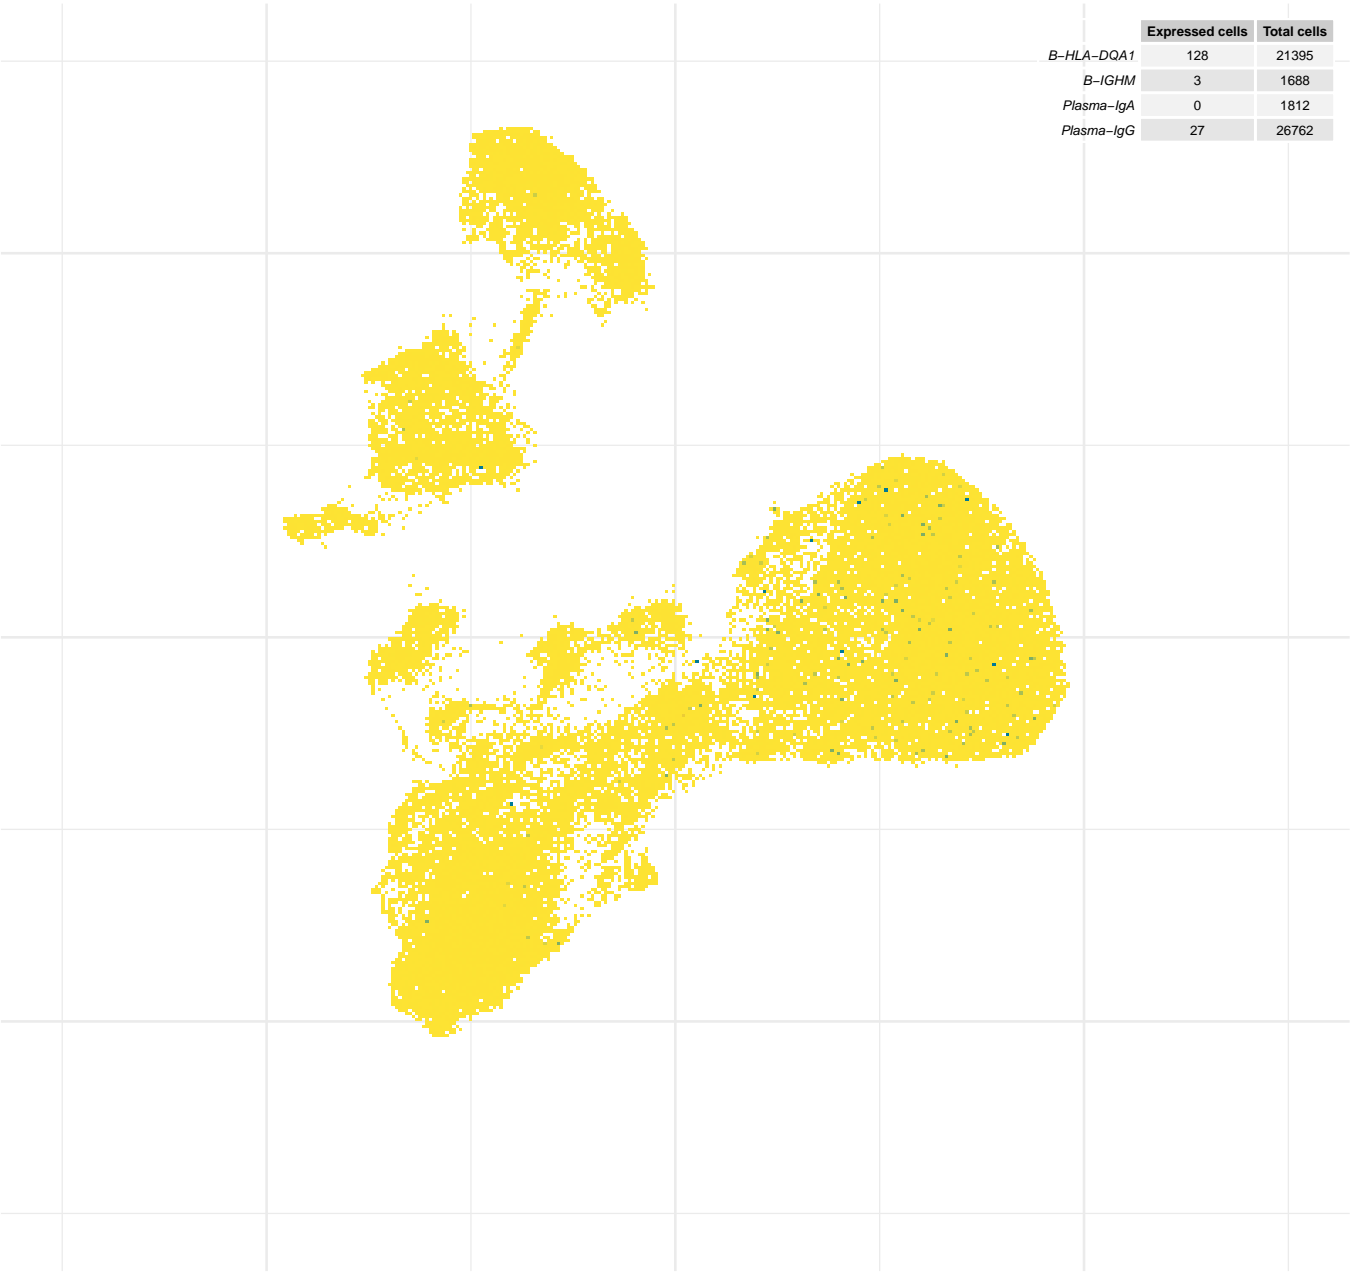 Expressed cells Total cells
B−HLA−DQA1 128 21395
B−IGHM 3 1688
Plasma−IgA 0 1812
Plasma−IgG 27 26762